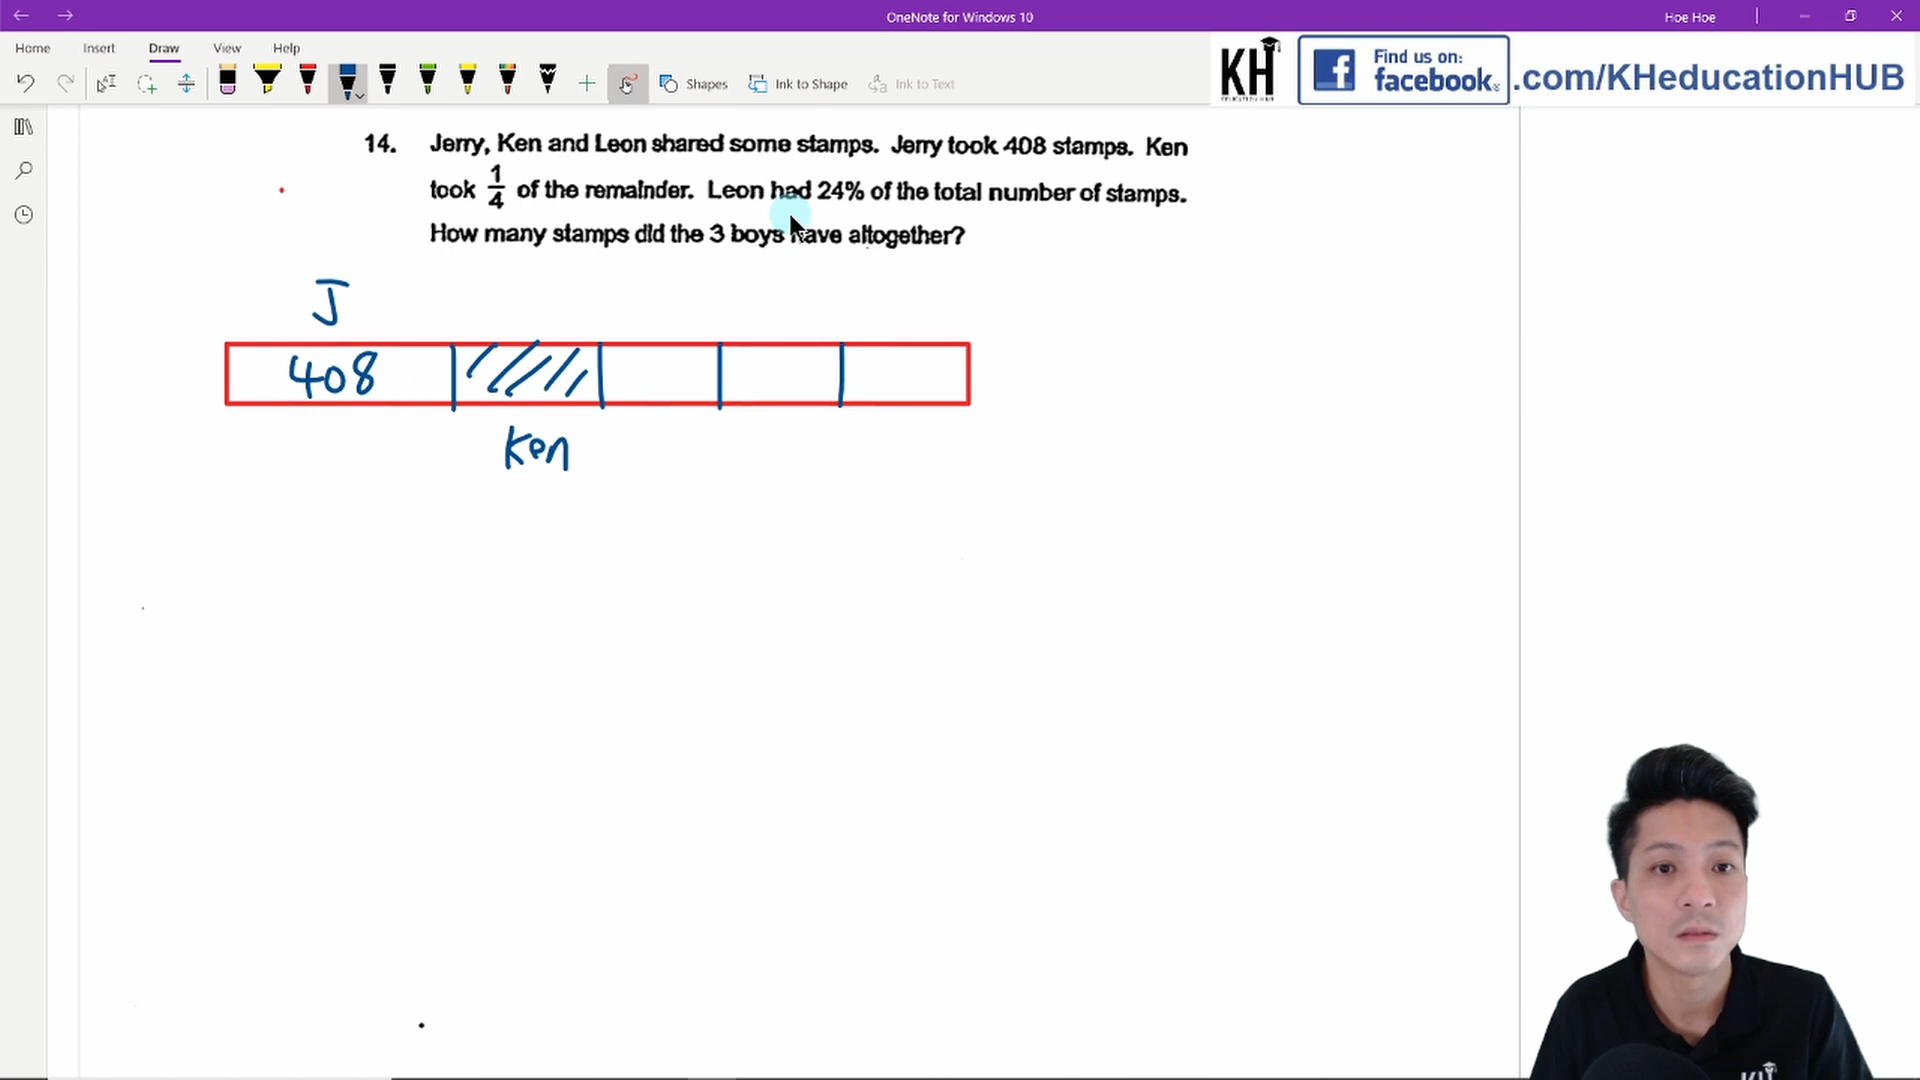 OneNote for Windows 10
Hoe Hoe
Home Insert Draw View Help
Shapes
Ink to Shape
Ink to Text
KH
Find us on:
facebook
.com/KHeducationHUB
14. Jerry, Ken and Leon shared some stamps. Jerry took 408 stamps. Ken
took 1/4 of the remainder. Leon had 24% of the total number of stamps.
How many stamps did the 3 boys have altogether?
J
408
Ken
KH